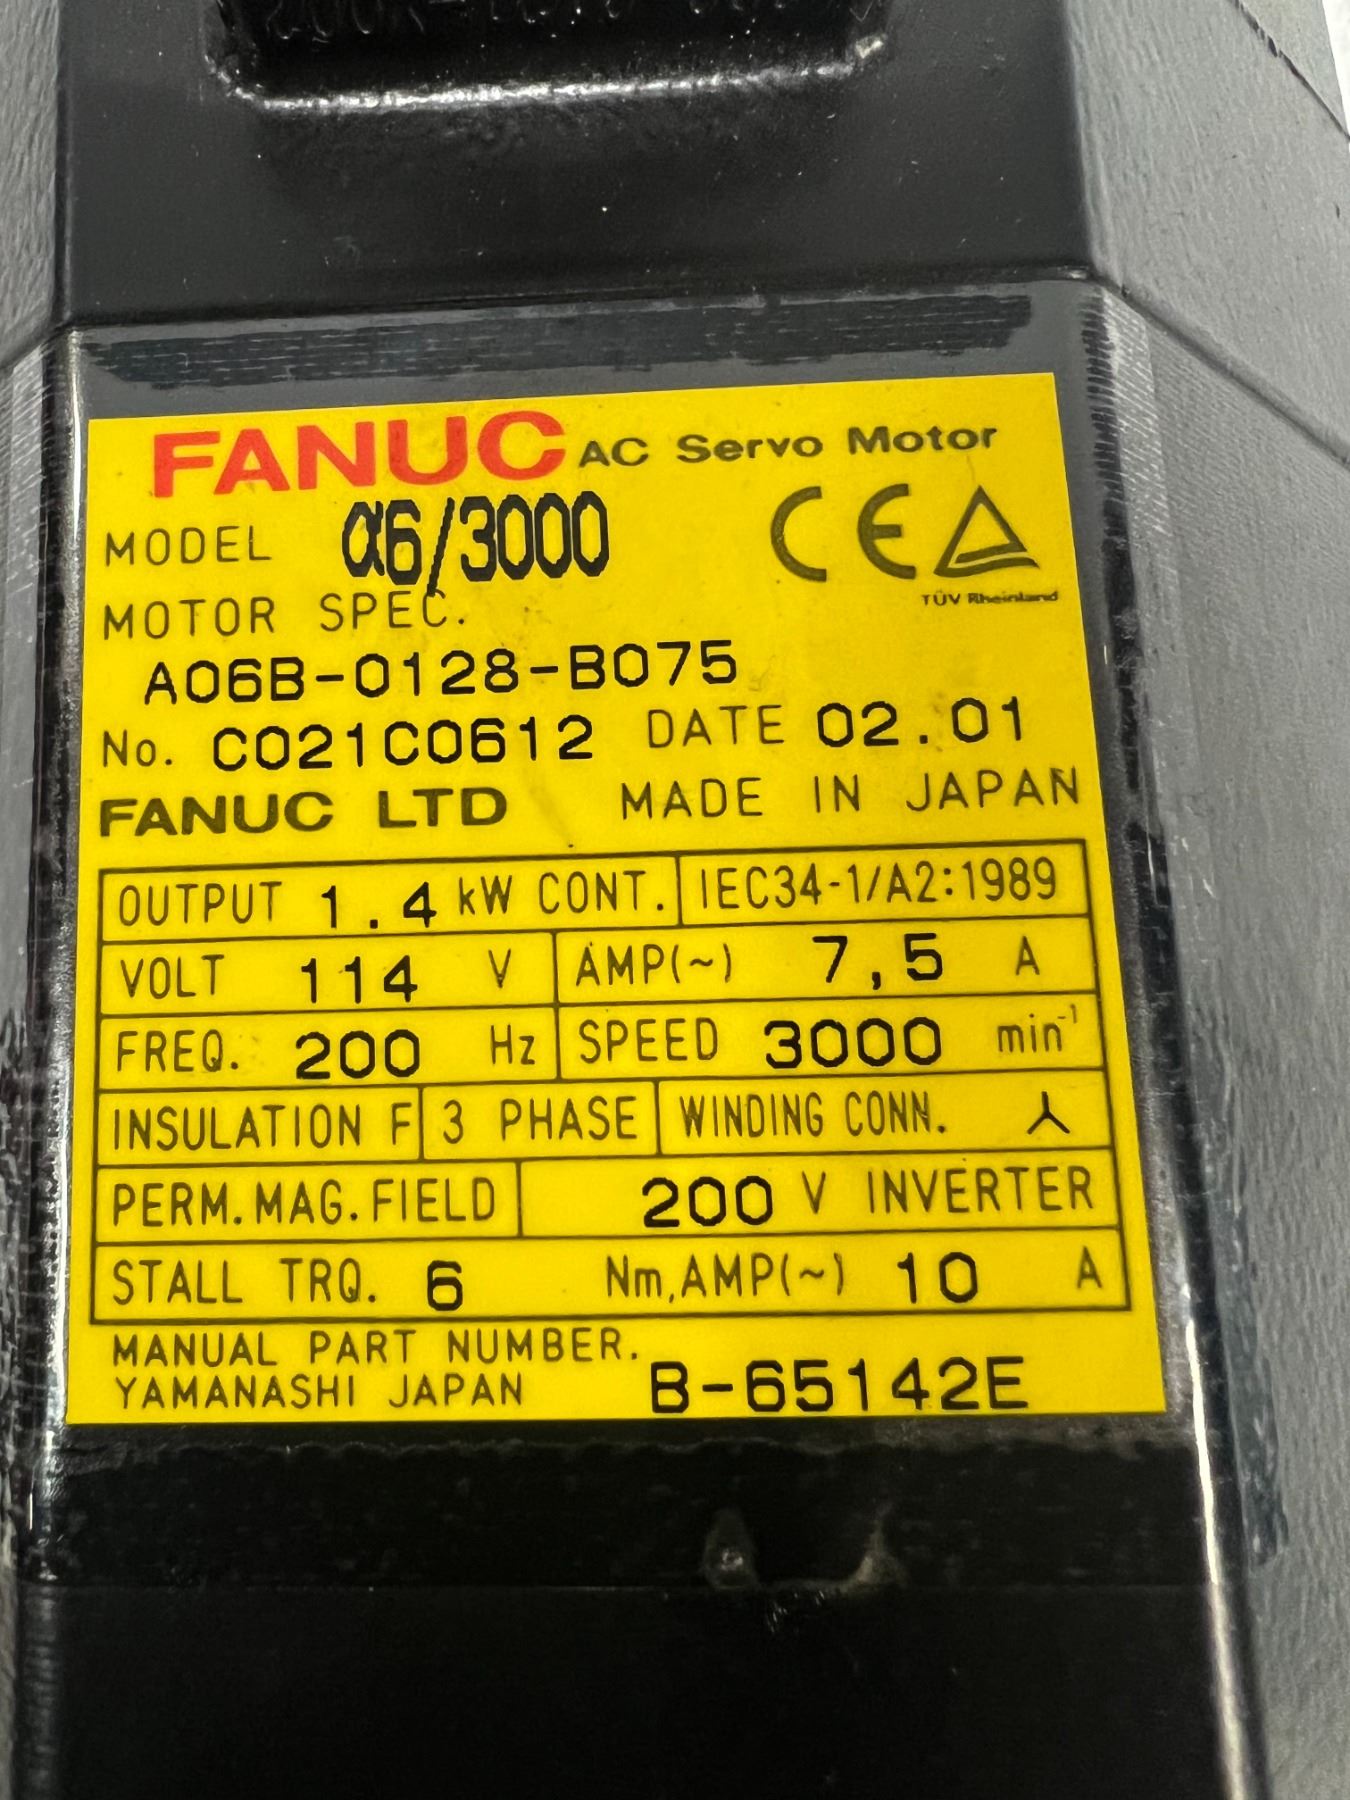 FANUC AC Servo Motor
MODEL α6/3000
CE
TÜV Rheinland
MOTOR SPEC.
A06B-0128-B075
No. C021C0612 DATE 02.01
FANUC LTD MADE IN JAPAN
OUTPUT 1.4 kW CONT. IEC34-1/A2:1989
VOLT 114 V AMP(~) 7,5 A
FREQ. 200 Hz SPEED 3000 min⁻¹
INSULATION F 3 PHASE WINDING CONN.
PERM.MAG.FIELD 200 V INVERTER
STALL TRQ. 6 Nm,AMP(~) 10 A
MANUAL PART NUMBER.
YAMANASHI JAPAN B-65142E